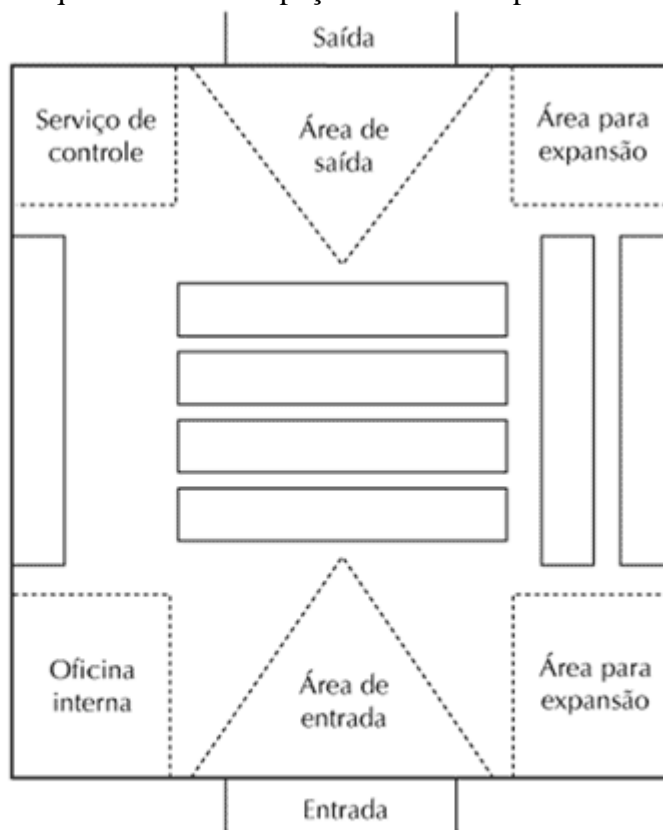 Saída
Serviço de
controle
Área de
saída
Área para
expansão
Oficina
interna
Área de
entrada
Área para
expansão
Entrada